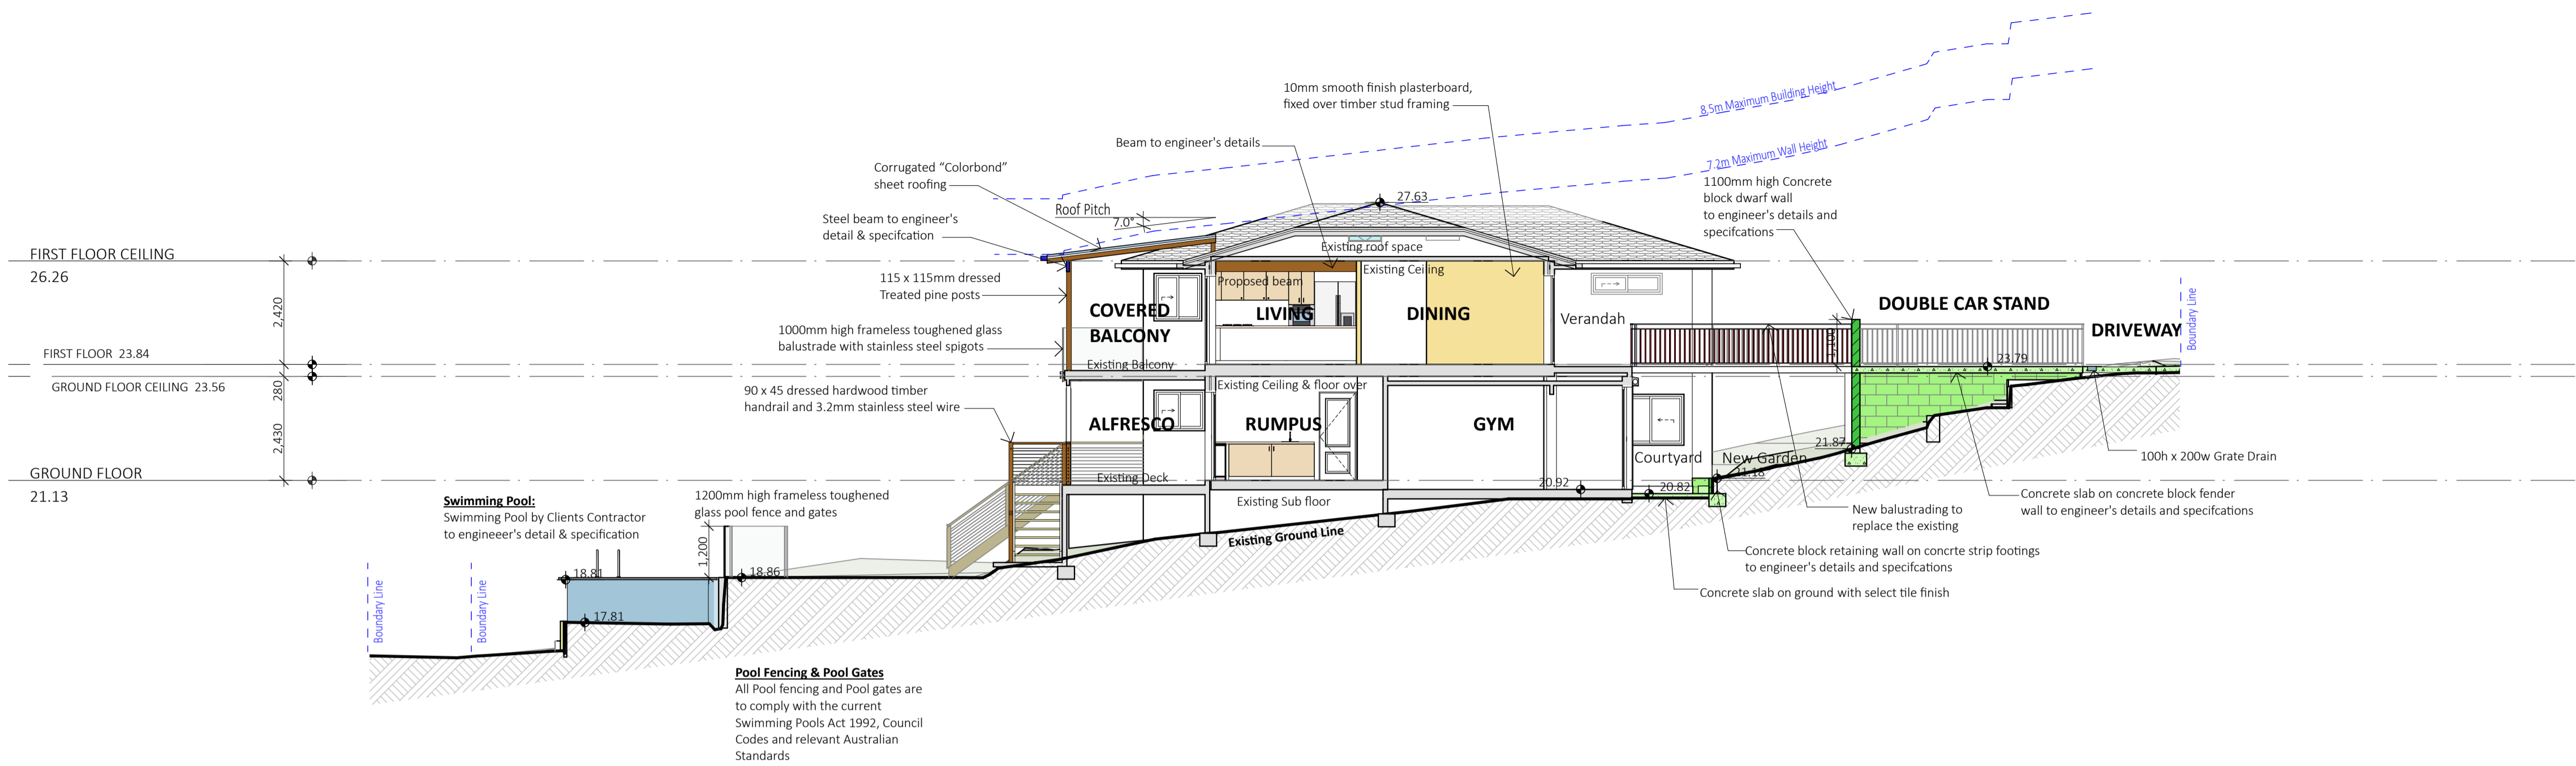 8.5m Maximum Building Height
7.2m Maximum Wall Height
10mm smooth finish plasterboard,
fixed over timber stud framing
Beam to engineer's details
Corrugated “Colorbond”
sheet roofing
Roof Pitch
7.0°
27.63
Steel beam to engineer's
detail & specifcation
1100mm high Concrete
block dwarf wall
to engineer's details and
specifcations
FIRST FLOOR CEILING
26.26
Existing roof space
Existing Ceiling
Proposed beam
115 x 115mm dressed
Treated pine posts
2,420
COVERED
BALCONY
LIVING
DINING
Verandah
DOUBLE CAR STAND
DRIVEWAY
Boundary Line
1000mm high frameless toughened glass
balustrade with stainless steel spigots
1,100
FIRST FLOOR 23.84
23.79
Existing Balcony
GROUND FLOOR CEILING 23.56
280
Existing Ceiling & floor over
90 x 45 dressed hardwood timber
handrail and 3.2mm stainless steel wire
2,430
ALFRESCO
RUMPUS
GYM
21.87
Courtyard
New Garden
100h x 200w Grate Drain
GROUND FLOOR
21.13
Existing Deck
21.18
20.92
20.82
Existing Sub floor
Existing Ground Line
Concrete slab on concrete block fender
wall to engineer's details and specifcations
New balustrading to
replace the existing
Concrete block retaining wall on concrte strip footings
to engineer's details and specifcations
Concrete slab on ground with select tile finish
Swimming Pool:
Swimming Pool by Clients Contractor
to engineeer's detail & specification
1200mm high frameless toughened
glass pool fence and gates
1,200
18.81
18.86
17.81
Boundary Line
Boundary Line
Pool Fencing & Pool Gates
All Pool fencing and Pool gates are
to comply with the current
Swimming Pools Act 1992, Council
Codes and relevant Australian
Standards